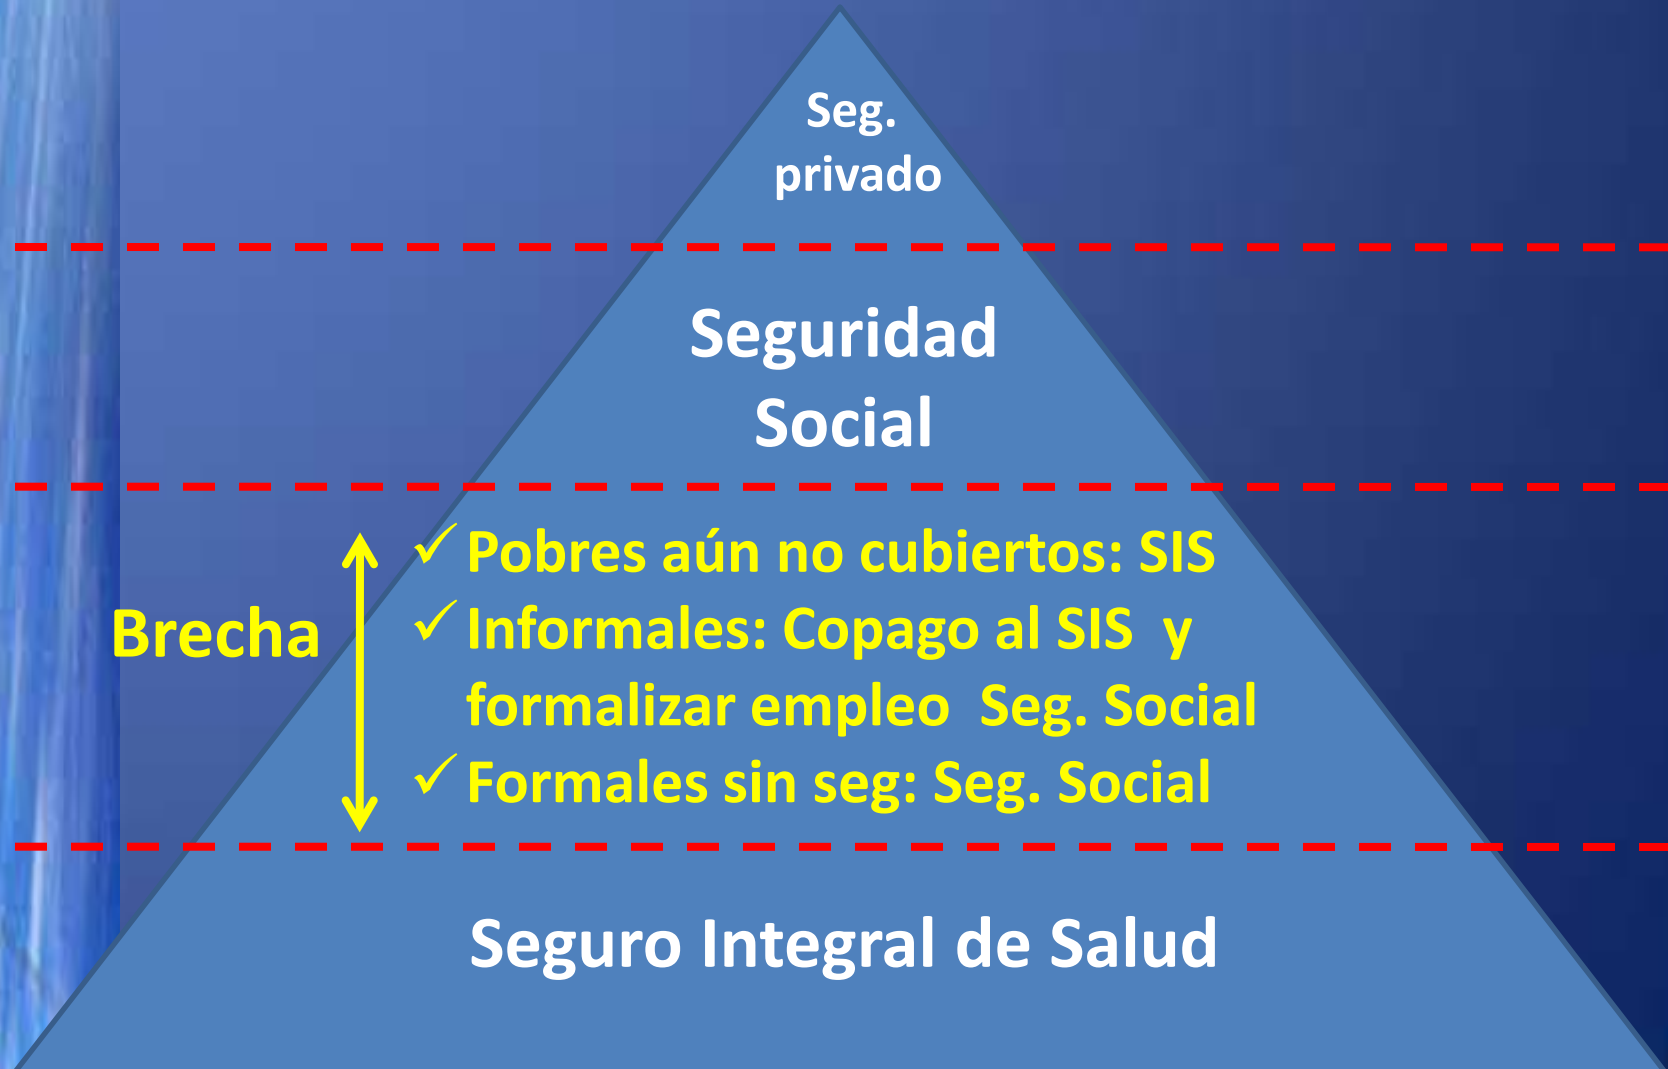 Seg.
privado
Seguridad
Social
Brecha
✓ Pobres aún no cubiertos: SIS
✓ Informales: Copago al SIS y
formalizar empleo Seg. Social
✓ Formales sin seg: Seg. Social
Seguro Integral de Salud